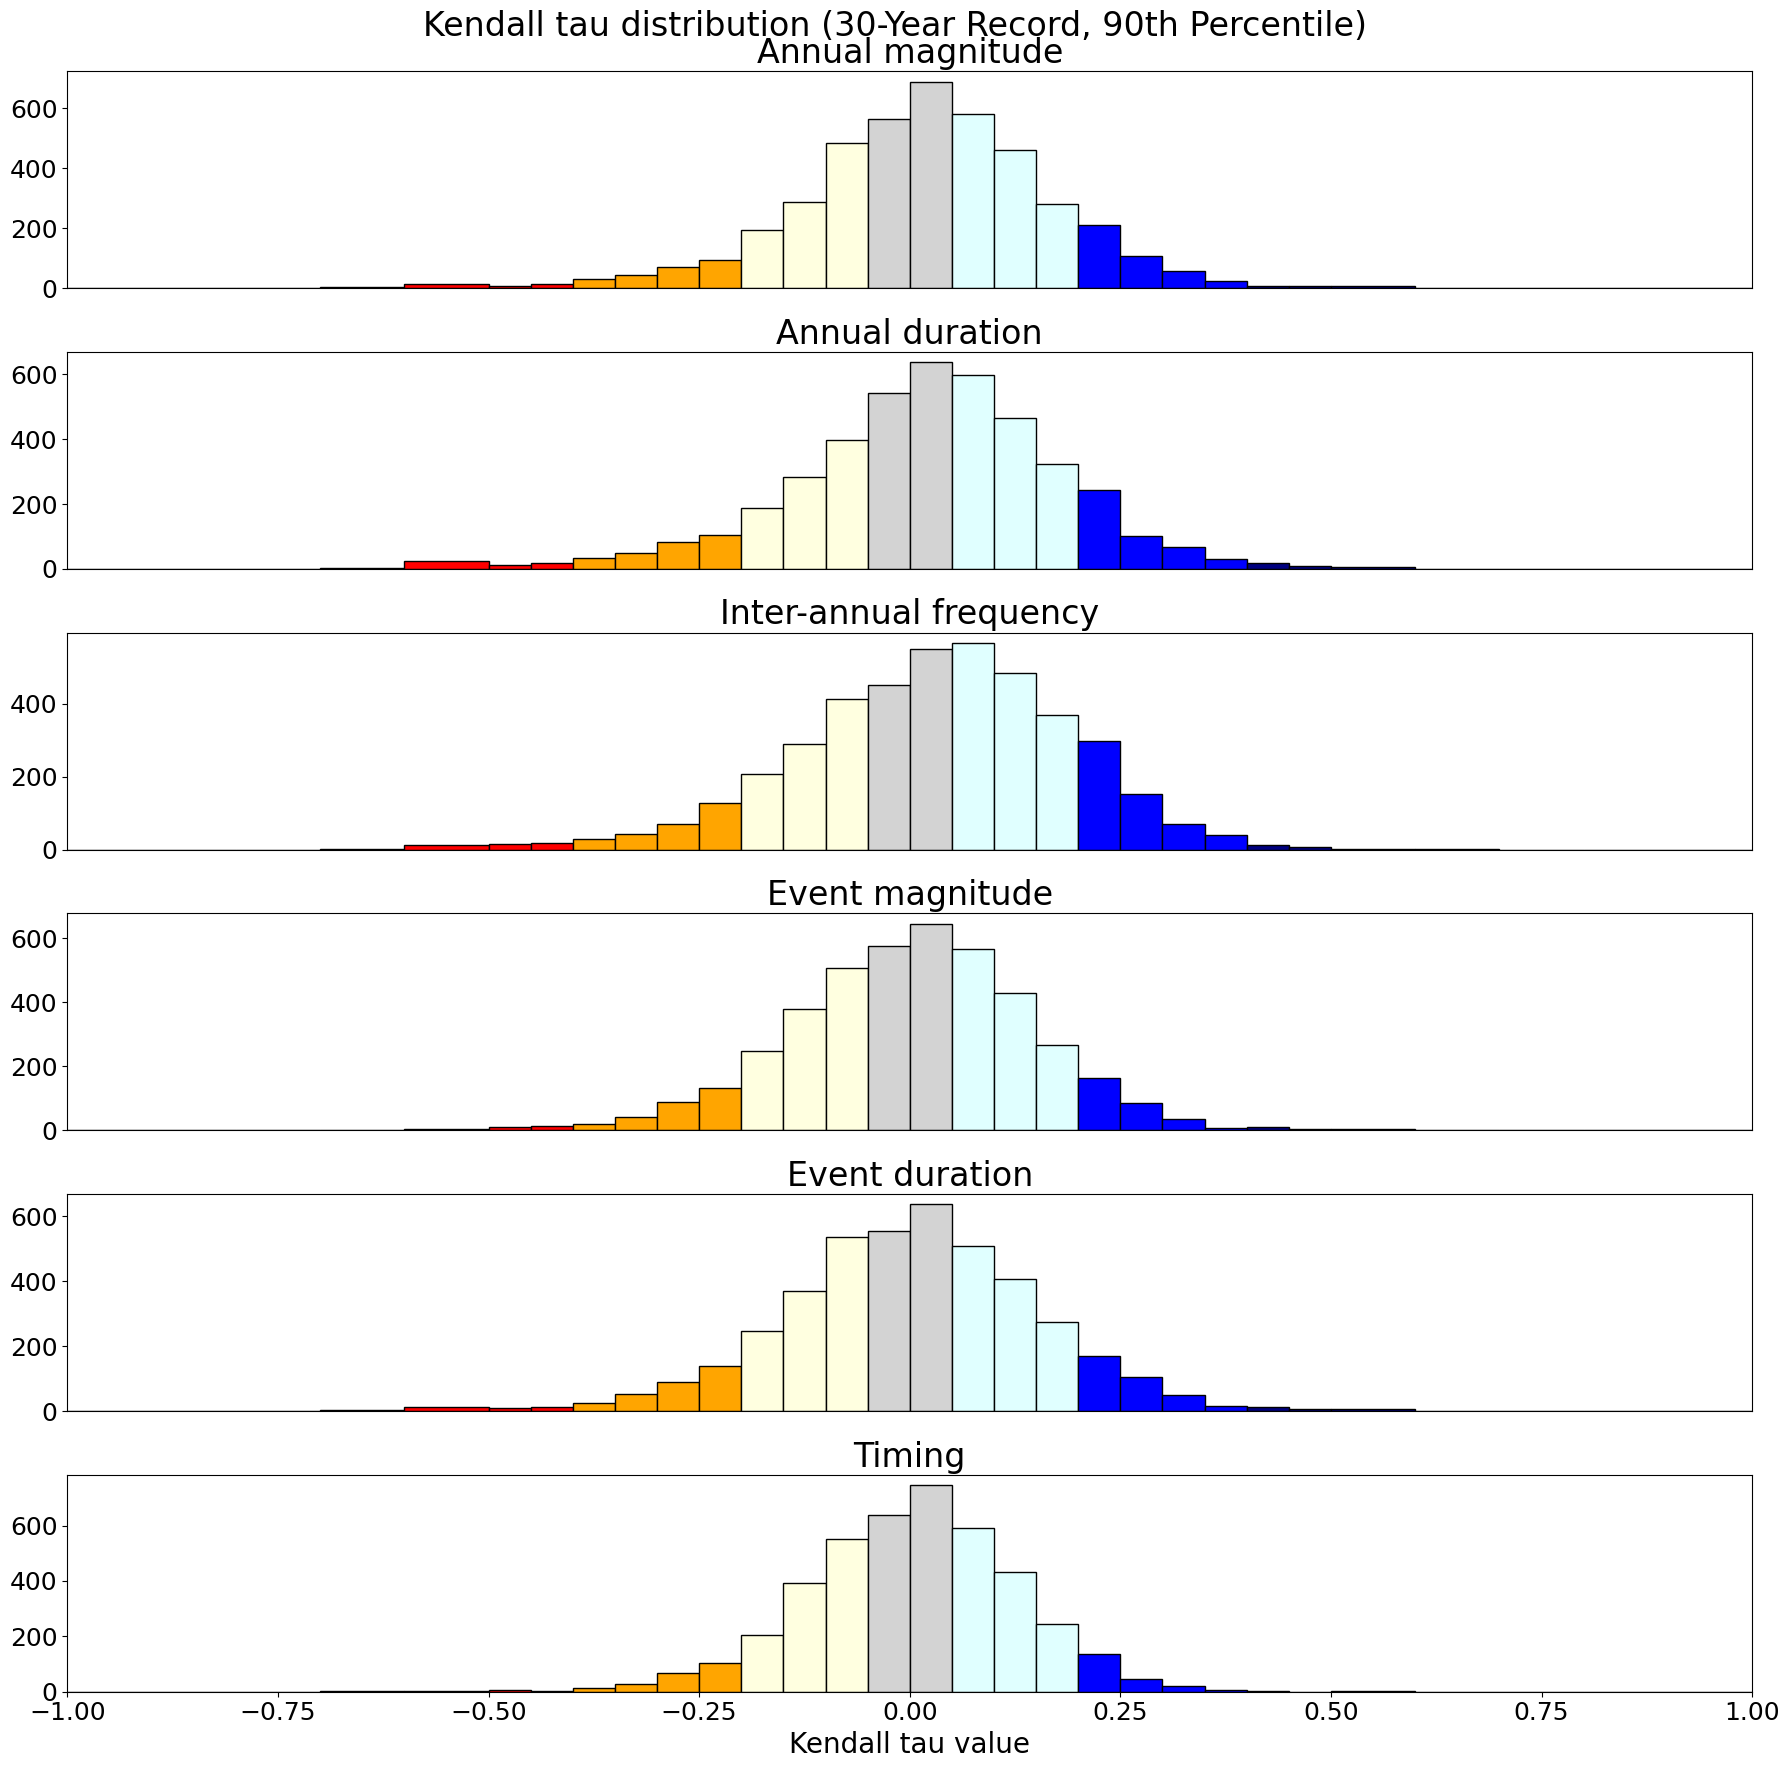 Kendall tau distribution (30-Year Record, 90th Percentile)
Annual magnitude
600
400
200
0
Annual duration
600
400
200
0
Inter-annual frequency
400
200
0
Event magnitude
600
400
200
0
Event duration
600
400
200
0
Timing
600
400
200
0
−1.00 −0.75 −0.50 −0.25 0.00 0.25 0.50 0.75 1.00
Kendall tau value